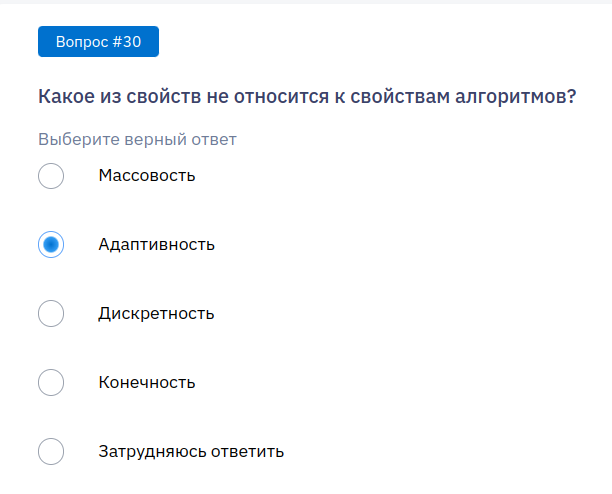 Вопрос #30
Какое из свойств не относится к свойствам алгоритмов?
Выберите верный ответ
Массовость
Адаптивность
Дискретность
Конечность
Затрудняюсь ответить